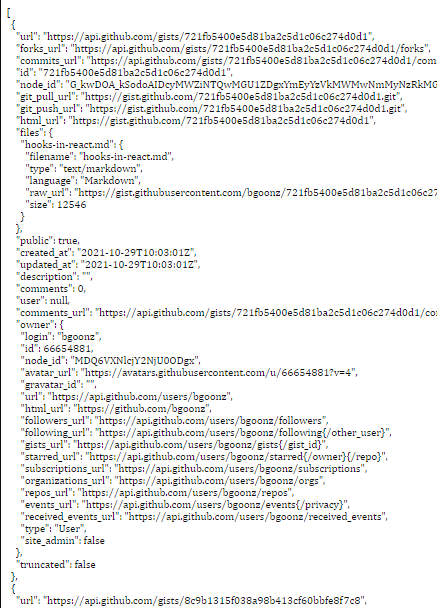 [
{
"url": "https://api.github.com/gists/721fb5400e5d81ba2c5d1c06c274d0d1",
"forks_url": "https://api.github.com/gists/721fb5400e5d81ba2c5d1c06c274d0d1/forks",
"commits_url": "https://api.github.com/gists/721fb5400e5d81ba2c5d1c06c274d0d1/com
"id": "721fb5400e5d81ba2c5d1c06c274d0d1",
"node_id": "G_kwDOA_kSodoAIDcyMWZiNTQwMGU1ZDgxYmEyYzVkMWMwNmMyNzRkMG
"git_pull_url": "https://gist.github.com/721fb5400e5d81ba2c5d1c06c274d0d1.git",
"git_push_url": "https://gist.github.com/721fb5400e5d81ba2c5d1c06c274d0d1.git",
"html_url": "https://gist.github.com/721fb5400e5d81ba2c5d1c06c274d0d1",
"files": {
"hooks-in-react.md": {
"filename": "hooks-in-react.md",
"type": "text/markdown",
"language": "Markdown",
"raw_url": "https://gist.githubusercontent.com/bgoonz/721fb5400e5d81ba2c5d1c06c27
"size": 12546
}
},
"public": true,
"created_at": "2021-10-29T10:03:01Z",
"updated_at": "2021-10-29T10:03:01Z",
"description": "",
"comments": 0,
"user": null,
"comments_url": "https://api.github.com/gists/721fb5400e5d81ba2c5d1c06c274d0d1/co
"owner": {
"login": "bgoonz",
"id": 66654881,
"node_id": "MDQ6VXNlcjY2NjU0ODgx",
"avatar_url": "https://avatars.githubusercontent.com/u/66654881?v=4",
"gravatar_id": "",
"url": "https://api.github.com/users/bgoonz",
"html_url": "https://github.com/bgoonz",
"followers_url": "https://api.github.com/users/bgoonz/followers",
"following_url": "https://api.github.com/users/bgoonz/following{/other_user}",
"gists_url": "https://api.github.com/users/bgoonz/gists{/gist_id}",
"starred_url": "https://api.github.com/users/bgoonz/starred{/owner}{/repo}",
"subscriptions_url": "https://api.github.com/users/bgoonz/subscriptions",
"organizations_url": "https://api.github.com/users/bgoonz/orgs",
"repos_url": "https://api.github.com/users/bgoonz/repos",
"events_url": "https://api.github.com/users/bgoonz/events{/privacy}",
"received_events_url": "https://api.github.com/users/bgoonz/received_events",
"type": "User",
"site_admin": false
},
"truncated": false
},
{
"url": "https://api.github.com/gists/8c9b1315f038a98b413cf60bbfe8f7c8",